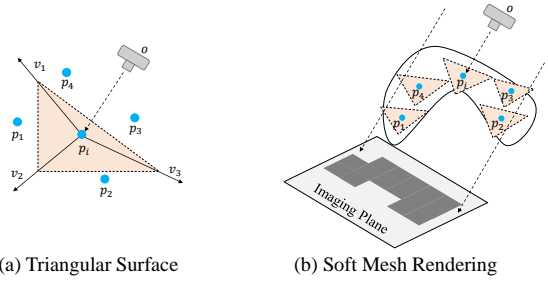 o
v1
p4
p1
p3
pi
v2
v3
p2
o
pi
p4
p3
p1
p2
Imaging Plane
a) Triangular Surface
(b) Soft Mesh Rendering